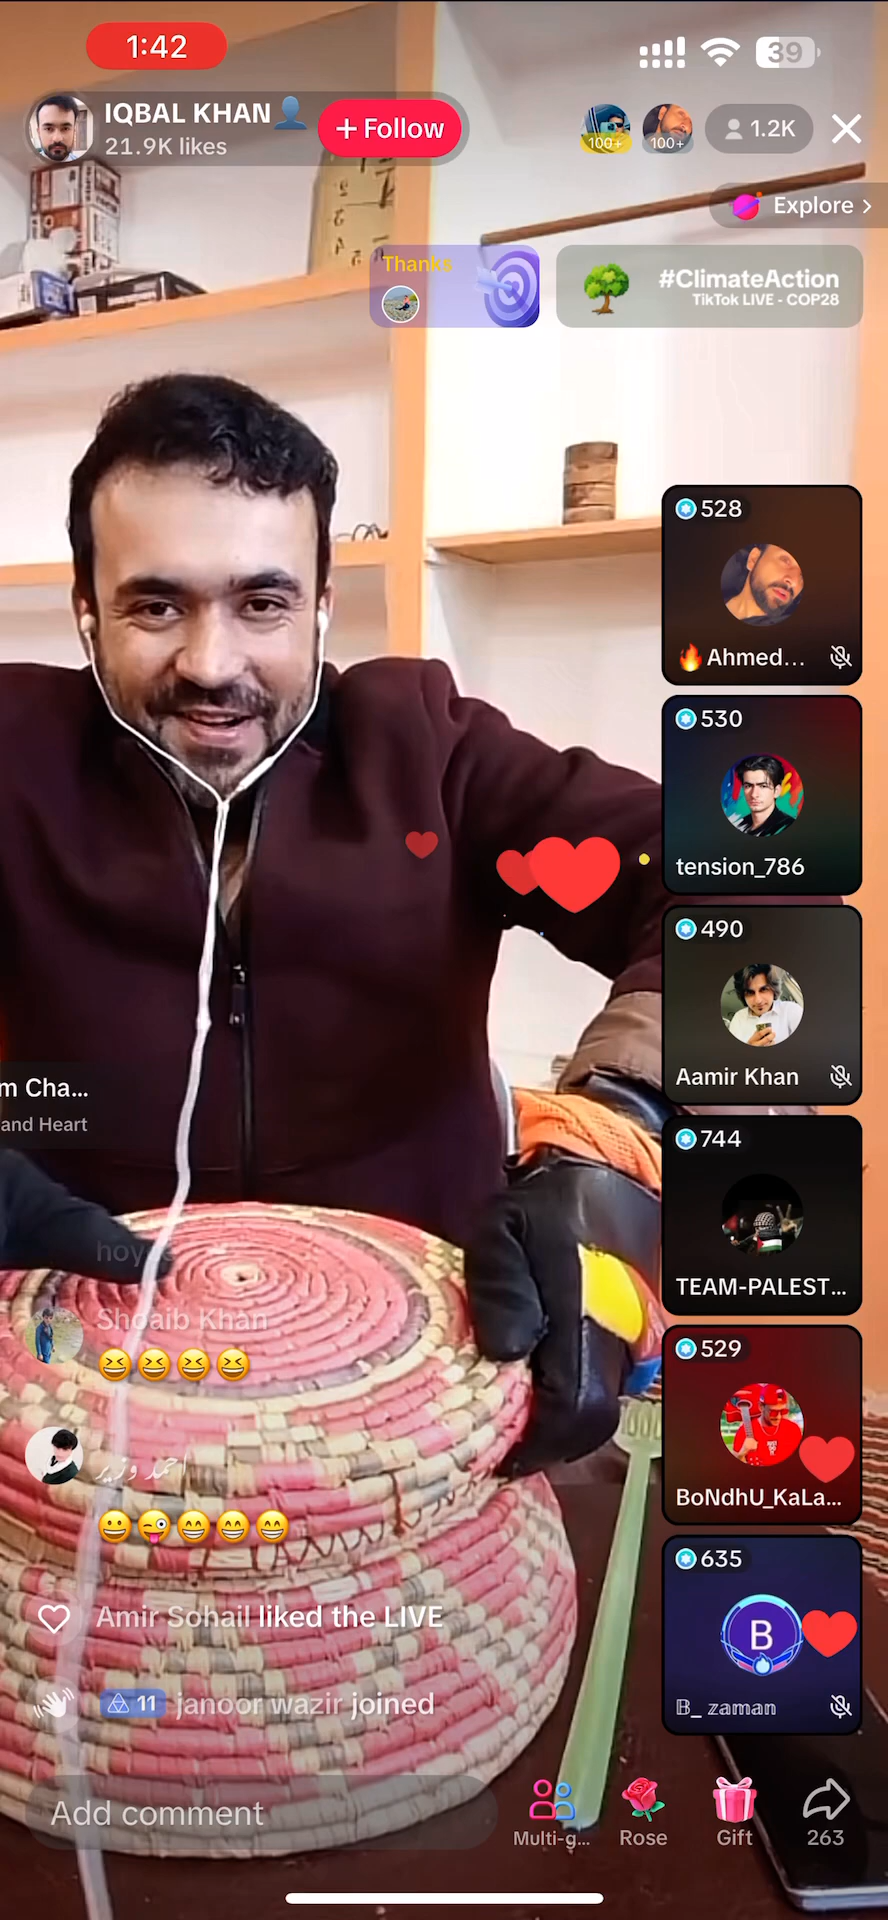 1:42
39
IQBAL KHAN👤
21.9K likes
+ Follow
100+
100+
1.2K
Explore >
Thanks
#ClimateAction
TikTok LIVE - COP28
528
🔥Ahmed...
530
tension_786
490
Aamir Khan
744
TEAM-PALEST...
529
BoNdhU_KaLa...
635
B
𝔹_ 𝕫𝕒𝕞𝕒𝕟
m Cha...
and Heart
Shoaib Khan
😆😆😆😆
احمد وزیر
😀😜😁😁😁
Amir Sohail liked the LIVE
11 janoor wazir joined
Add comment
Multi-g...
Rose
Gift
263